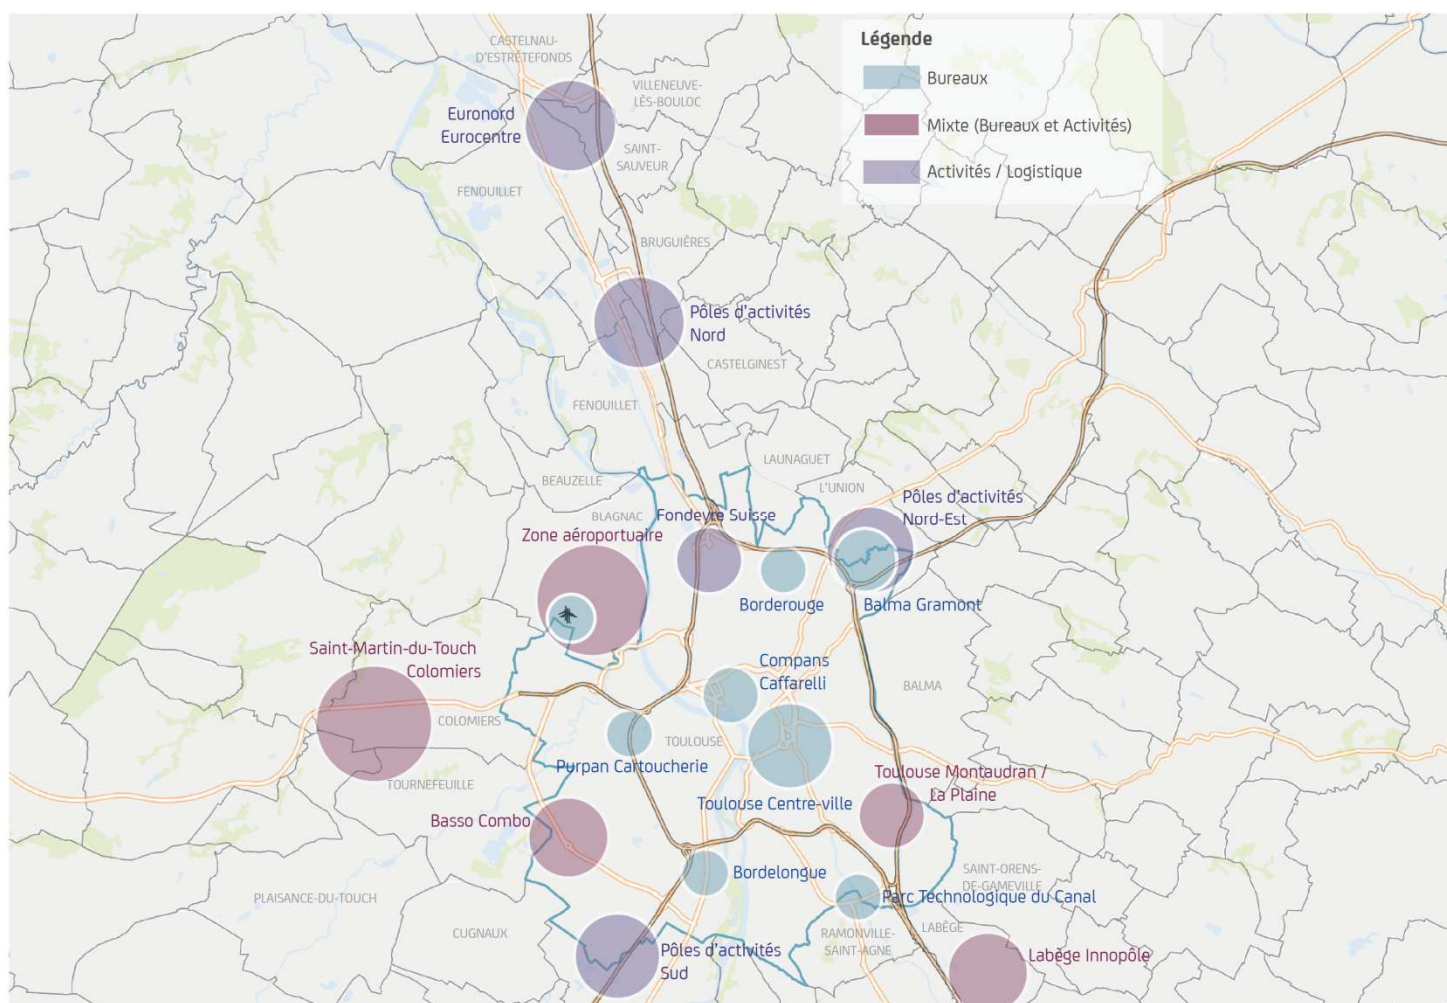 Légende
Bureaux
Mixte (Bureaux et Activités)
Activités / Logistique
CASTELNAU-
D'ESTRÉTEFONDS
VILLENEUVE-
LÈS-BOULOC
Euronord
Eurocentre
SAINT-
SAUVEUR
FENOUILLET
BRUGUIÈRES
Pôles d'activités
Nord
CASTELGINEST
FENOUILLET
LAUNAGUET
BEAUZELLE
L'UNION
Pôles d'activités
Nord-Est
BLAGNAC
Fondeyre Suisse
Zone aéroportuaire
Borderouge
Balma Gramont
Saint-Martin-du-Touch
Colomiers
Compans
Caffarelli
BALMA
COLOMIERS
TOULOUSE
Purpan Cartoucherie
TOURNEFEUILLE
Toulouse Montaudran /
La Plaine
Toulouse Centre-ville
Basso Combo
Bordelongue
SAINT-ORENS-
DE-GAMEVILLE
PLAISANCE-DU-TOUCH
Parc Technologique du Canal
CUGNAUX
RAMONVILLE-
SAINT-AGNE
LABÈGE
Pôles d'activités
Sud
Labège Innopôle